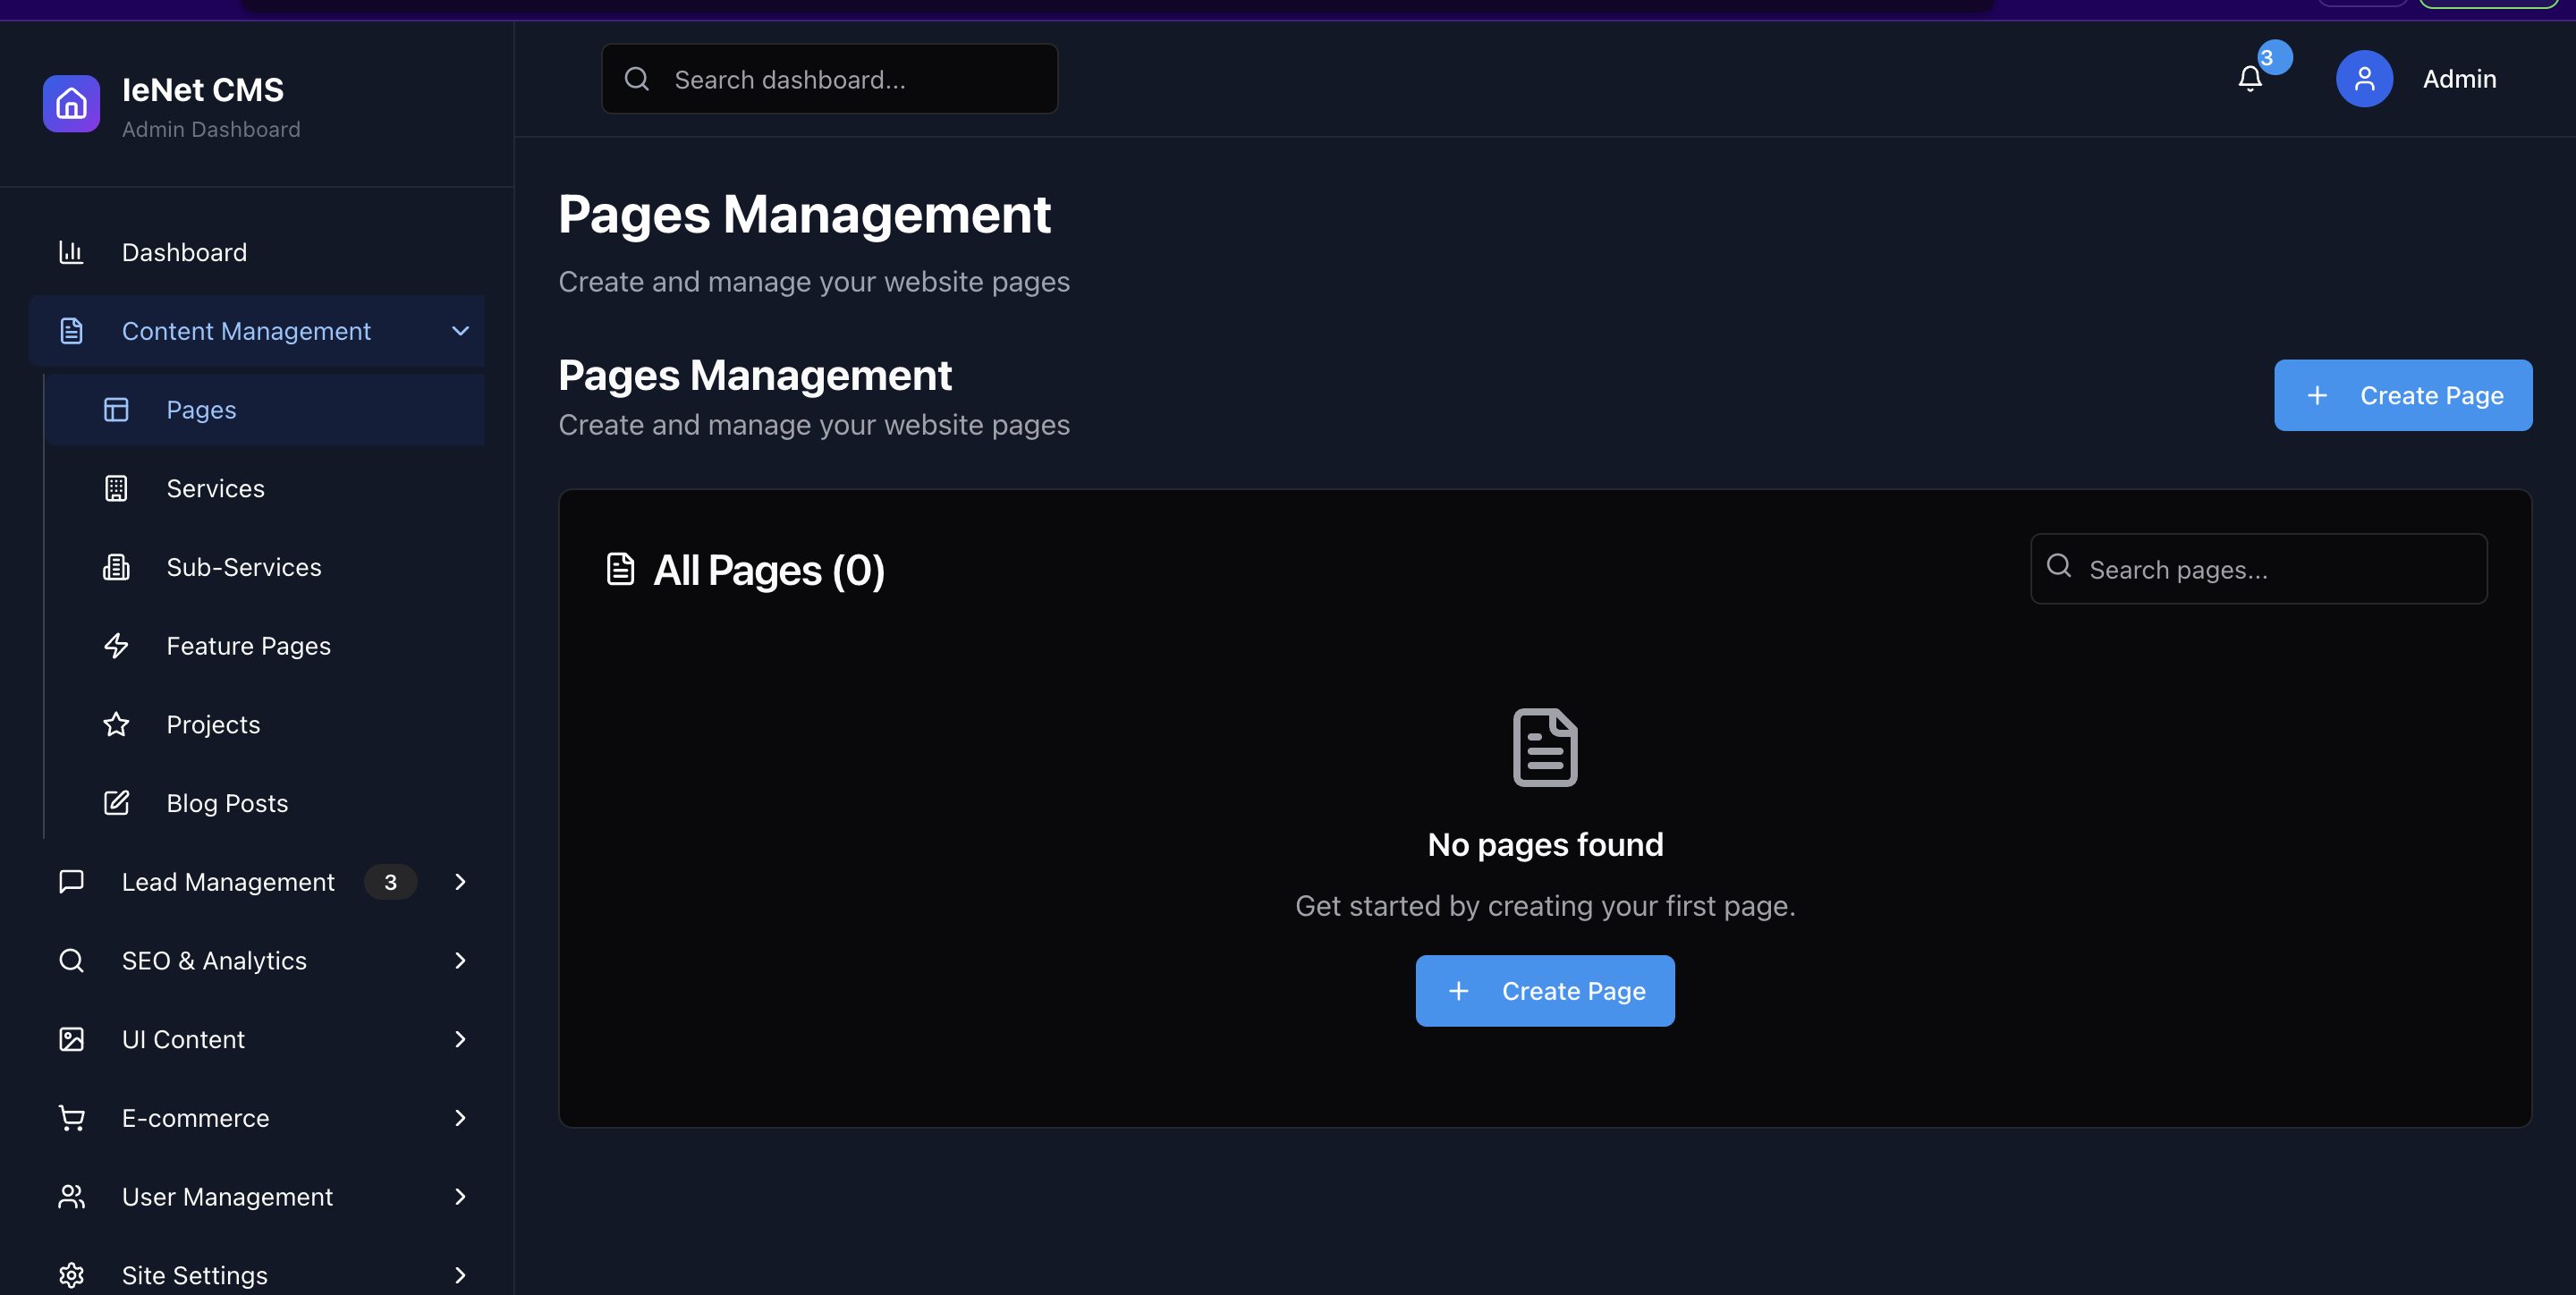 IeNet CMS
Admin Dashboard
Search dashboard...
3
Admin
Dashboard
Content Management
Pages
Services
Sub-Services
Feature Pages
Projects
Blog Posts
Lead Management 3
SEO & Analytics
UI Content
E-commerce
User Management
Site Settings
Pages Management
Create and manage your website pages
Pages Management
Create and manage your website pages
Create Page
All Pages (0)
Search pages...
No pages found
Get started by creating your first page.
Create Page